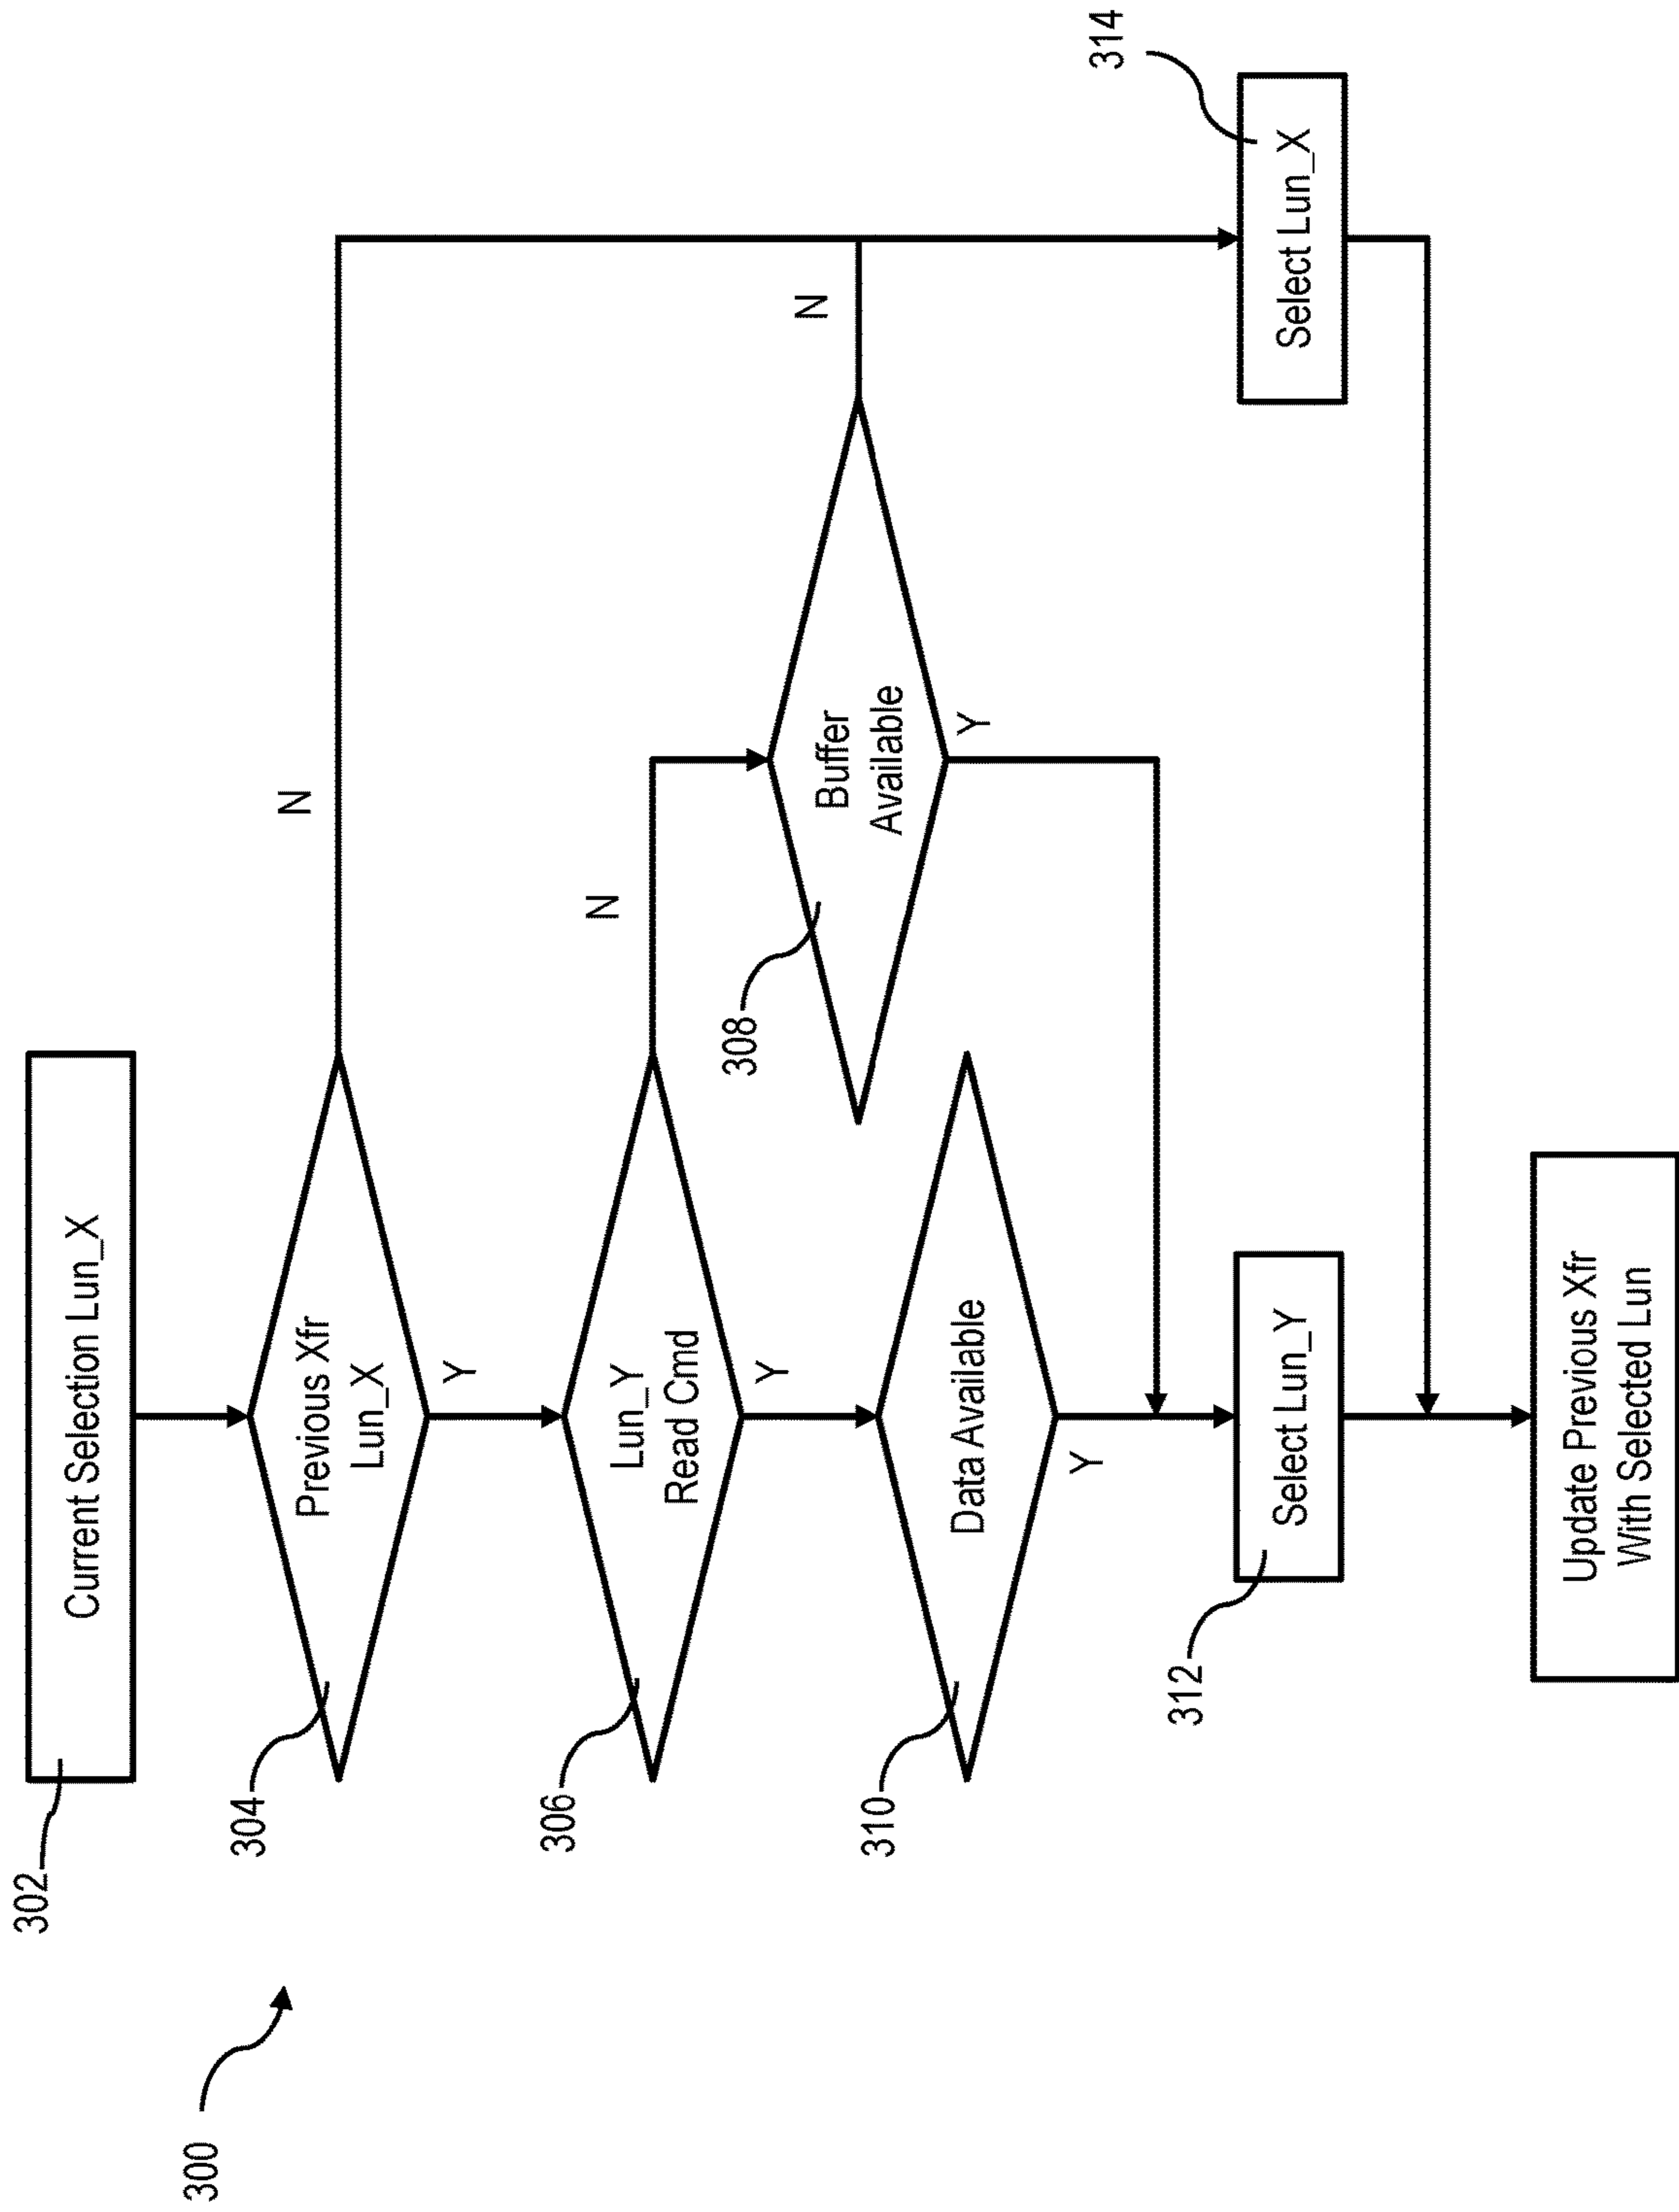 300
302
Current Selection Lun_X
304
Previous Xfr
Lun_X
N
Y
306
Lun_Y
Read Cmd
N
Y
308
Buffer
Available
N
Y
310
Data Available
Y
312
Select Lun_Y
314
Select Lun_X
Update Previous Xfr
With Selected Lun